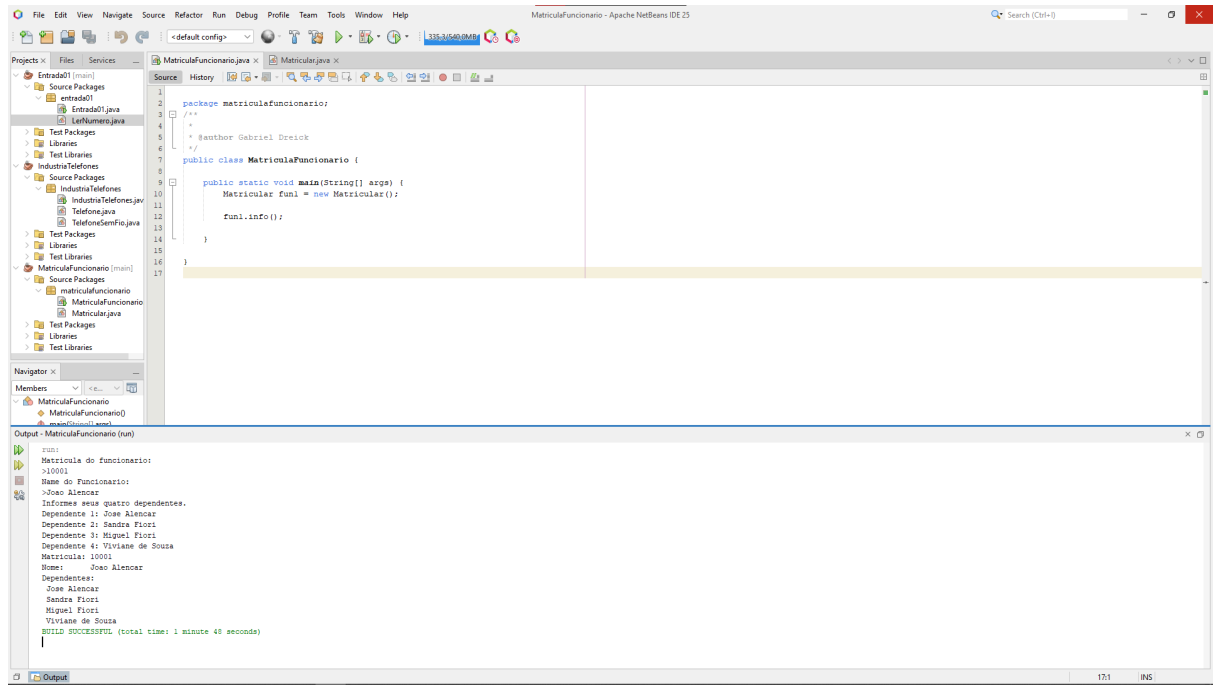 File Edit View Navigate Source Refactor Run Debug Profile Team Tools Window Help
MatriculaFuncionario - Apache NetBeans IDE 25
Search (Ctrl+I)
<default config>
335,3/540,0MB
Projects
Files
Services
MatriculaFuncionario.java
Matricular.java
Source
History
Entrada01 [main]
Source Packages
entrada01
Entrada01.java
LerNumero.java
Test Packages
Libraries
Test Libraries
IndustriaTelefones
Source Packages
IndustriaTelefones
IndustriaTelefones.jav
Telefone.java
TelefoneSemFio.java
Test Packages
Libraries
Test Libraries
MatriculaFuncionario [main]
Source Packages
matriculafuncionario
MatriculaFuncionario
Matricular.java
Test Packages
Libraries
Test Libraries
1
2 package matriculafuncionario;
3 /**
4 *
5 * @author Gabriel Dreick
6 */
7 public class MatriculaFuncionario {
8
9 public static void main(String[] args) {
10 Matricular fun1 = new Matricular();
11
12 fun1.info();
13
14 }
15
16 }
17
Navigator
Members
<e...
MatriculaFuncionario
MatriculaFuncionario()
main(String[] args)
Output - MatriculaFuncionario (run)
run:
Matricula do funcionario:
>10001
Name do Funcionario:
>Joao Alencar
Informes seus quatro dependentes.
Dependente 1: Jose Alencar
Dependente 2: Sandra Fiori
Dependente 3: Miguel Fiori
Dependente 4: Viviane de Souza
Matricula: 10001
Nome: Joao Alencar
Dependentes:
Jose Alencar
Sandra Fiori
Miguel Fiori
Viviane de Souza
BUILD SUCCESSFUL (total time: 1 minute 48 seconds)
Output
17:1
INS